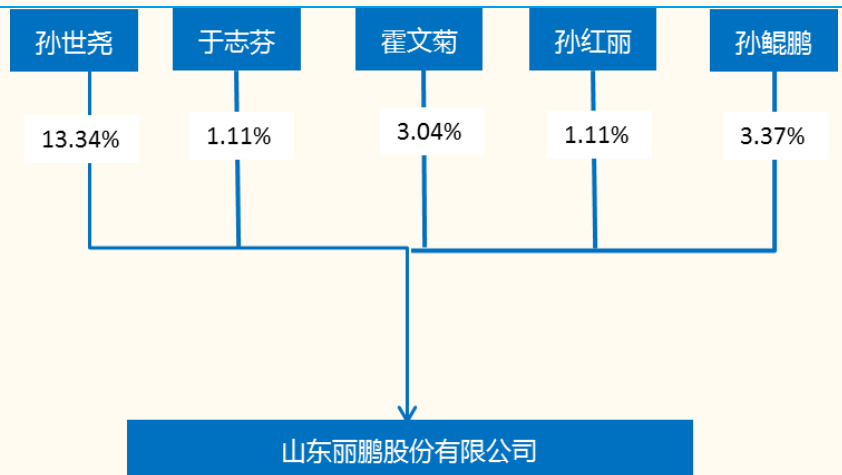 孙世尧
于志芬
霍文菊
孙红丽
孙鲲鹏
13.34%
1.11%
3.04%
1.11%
3.37%
山东丽鹏股份有限公司